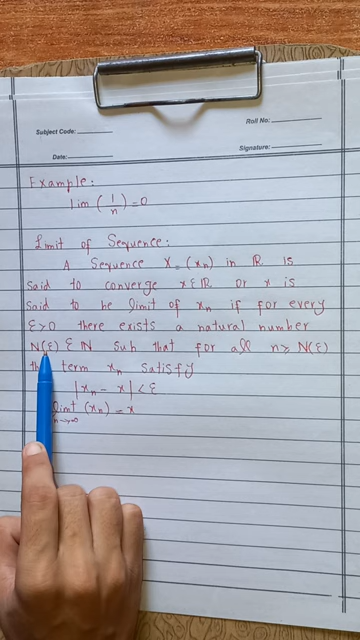 Roll No:
Subject Code:
Signature:
Date:
Example:
lim (1/n) = 0
Limit of Sequence:
A Sequence X = (xn) in ℝ is
Said to converge x ∈ ℝ or x is
Said to be limit of xn if for every
ε > 0 there exists a natural number
N(ε) ∈ ℕ suh that for all n ≥ N(ε)
term xn satisfy
|xn - x| < ε
limit (xn) = x
n→∞